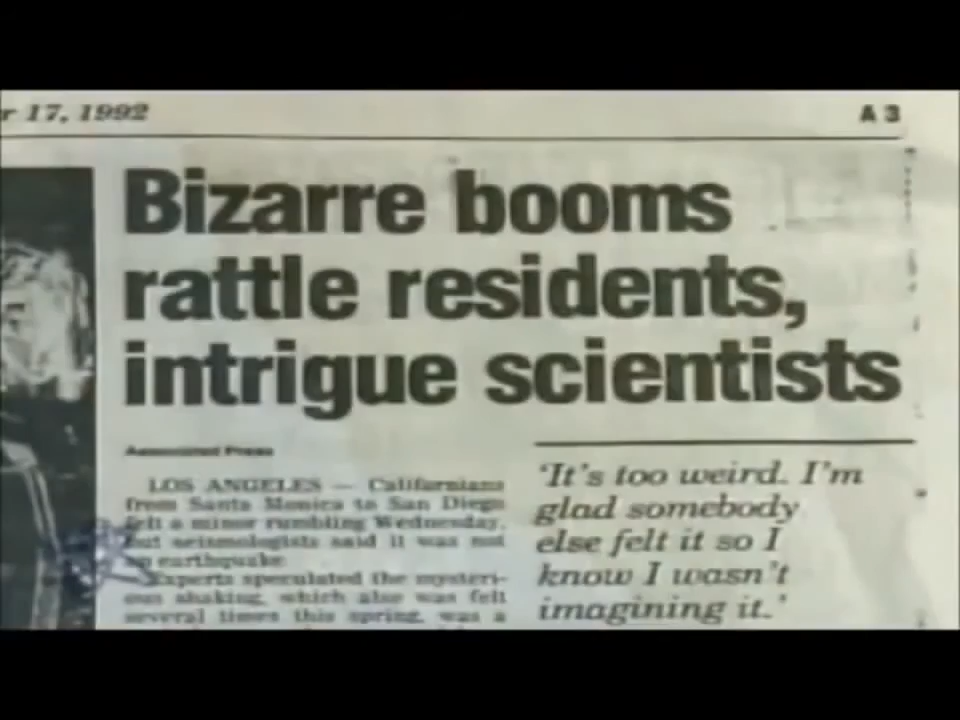 r 17, 1992
A 3
Bizarre booms
rattle residents,
intrigue scientists
Associated Press
LOS ANGELES — Californians
from Santa Monica to San Diego
felt a minor rumbling Wednesday,
but seismologists said it was not
an earthquake.
Experts speculated the mysteri-
ous shaking, which also was felt
several times this spring, was a
'It's too weird. I'm
glad somebody
else felt it so I
know I wasn't
imagining it.'